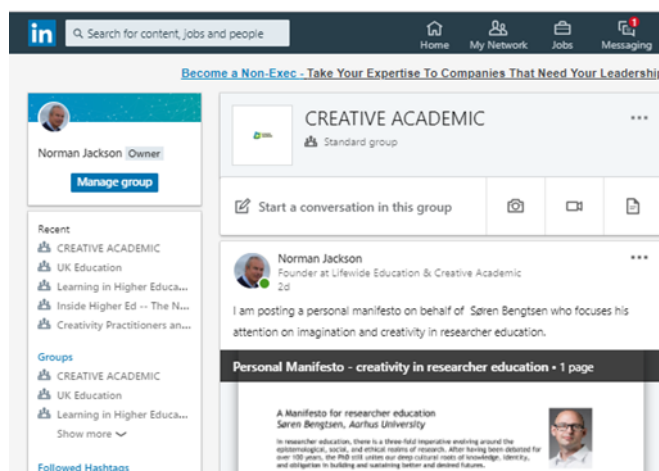 in
Search for content, jobs and people
Home
My Network
Jobs
1
Messaging
Become a Non-Exec - Take Your Expertise To Companies That Need Your Leadership
Norman Jackson Owner
Manage group
Recent
CREATIVE ACADEMIC
UK Education
Learning in Higher Educa...
Inside Higher Ed -- The N...
Creativity Practitioners an...
Groups
CREATIVE ACADEMIC
UK Education
Learning in Higher Educa...
Show more
Followed Hashtags
CREATIVE ACADEMIC
Standard group
Start a conversation in this group
Norman Jackson
Founder at Lifewide Education & Creative Academic
2d
I am posting a personal manifesto on behalf of Søren Bengtsen who focuses his
attention on imagination and creativity in researcher education.
Personal Manifesto - creativity in researcher education • 1 page
A Manifesto for researcher education
Søren Bengtsen, Aarhus University
In researcher education, there is a three-fold imperative evolving around the
epistemological, social, and ethical realms of research. After having been debated for
over 100 years, the PhD still unites our deep cultural roots of knowledge, identity,
and obligation in building and sustaining better and desired futures.